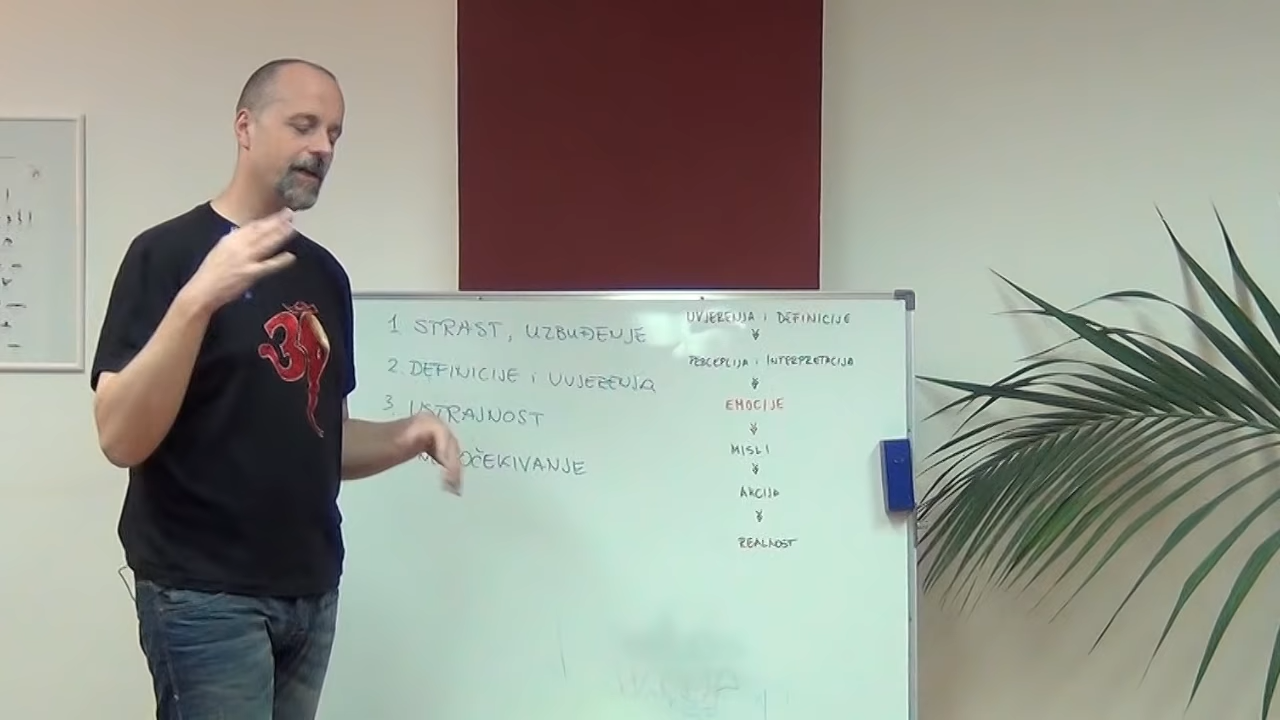 1. STRAST, UZBUĐENJE
2. DEFINICIJE i UVJERENJA
3. USTRAJNOST
OČEKIVANJE
UVJERENJA i DEFINICIJE
PERCEPCIJA i INTERPRETACIJA
EMOCIJE
MISLI
AKCIJA
REALNOST